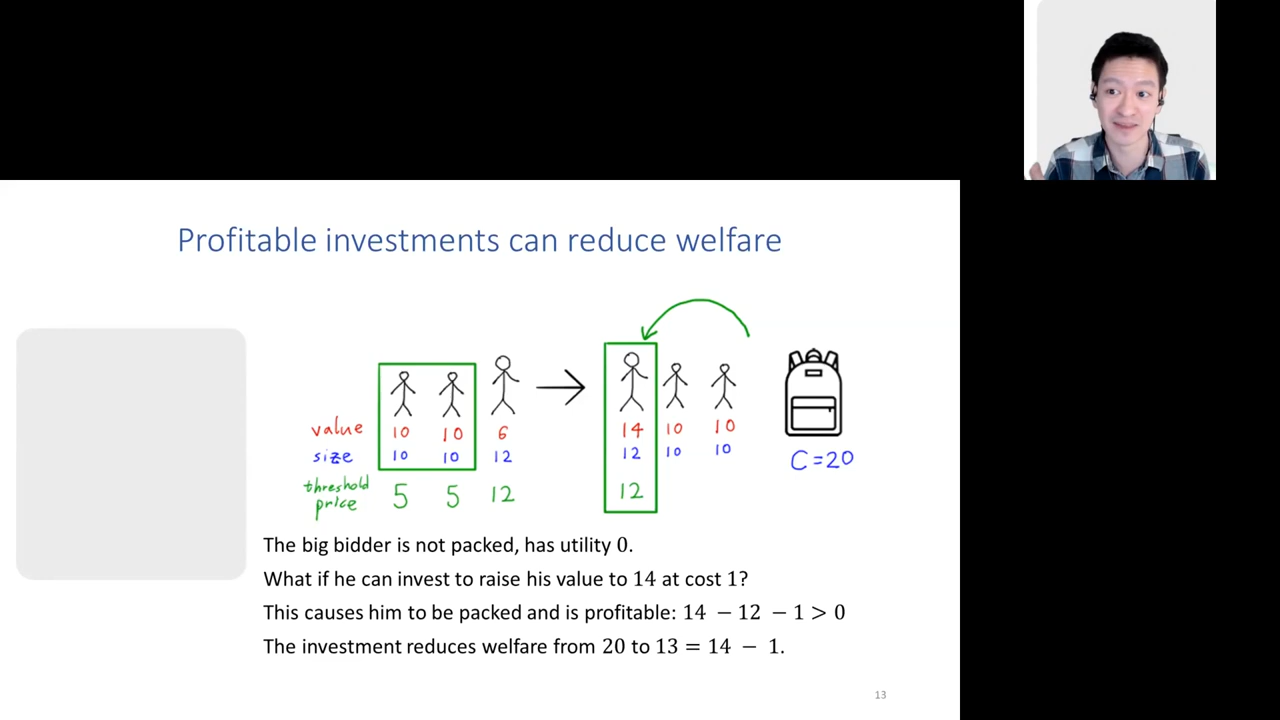 Profitable investments can reduce welfare
value 10 10 6 14 10 10
size 10 10 12 12 10 10
C=20
threshold price 5 5 12 12
The big bidder is not packed, has utility 0.
What if he can invest to raise his value to 14 at cost 1?
This causes him to be packed and is profitable: 14 − 12 − 1 > 0
The investment reduces welfare from 20 to 13 = 14 − 1.
13